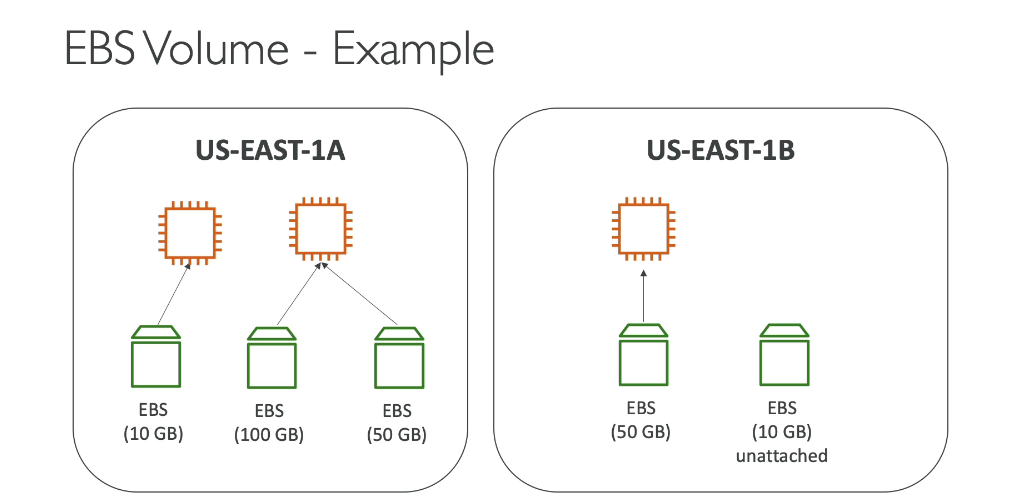 EBS Volume - Example
US-EAST-1A
EBS
(10 GB)
EBS
(100 GB)
EBS
(50 GB)
US-EAST-1B
EBS
(50 GB)
EBS
(10 GB)
unattached